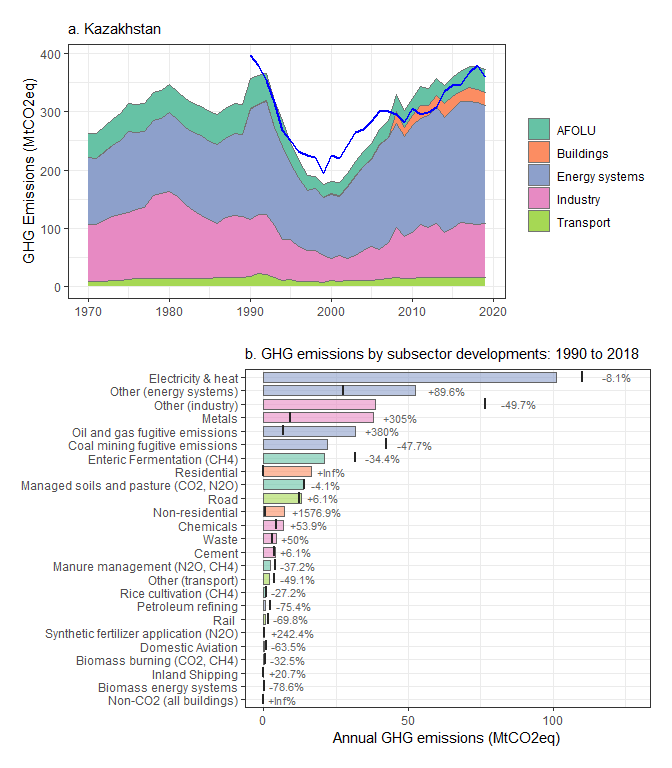 a. Kazakhstan
GHG Emissions (MtCO2eq)
400
300
200
100
0
1970
1980
1990
2000
2010
2020
AFOLU
Buildings
Energy systems
Industry
Transport
b. GHG emissions by subsector developments: 1990 to 2018
Electricity & heat -8.1%
Other (energy systems) +89.6%
Other (industry) -49.7%
Metals +305%
Oil and gas fugitive emissions +380%
Coal mining fugitive emissions -47.7%
Enteric Fermentation (CH4) -34.4%
Residential +Inf%
Managed soils and pasture (CO2, N2O) -4.1%
Road +6.1%
Non-residential +1576.9%
Chemicals +53.9%
Waste +50%
Cement +6.1%
Manure management (N2O, CH4) -37.2%
Other (transport) -49.1%
Rice cultivation (CH4) -27.2%
Petroleum refining -75.4%
Rail -69.8%
Synthetic fertilizer application (N2O) +242.4%
Domestic Aviation -63.5%
Biomass burning (CO2, CH4) -32.5%
Inland Shipping +20.7%
Biomass energy systems -78.6%
Non-CO2 (all buildings) +Inf%
0
50
100
Annual GHG emissions (MtCO2eq)